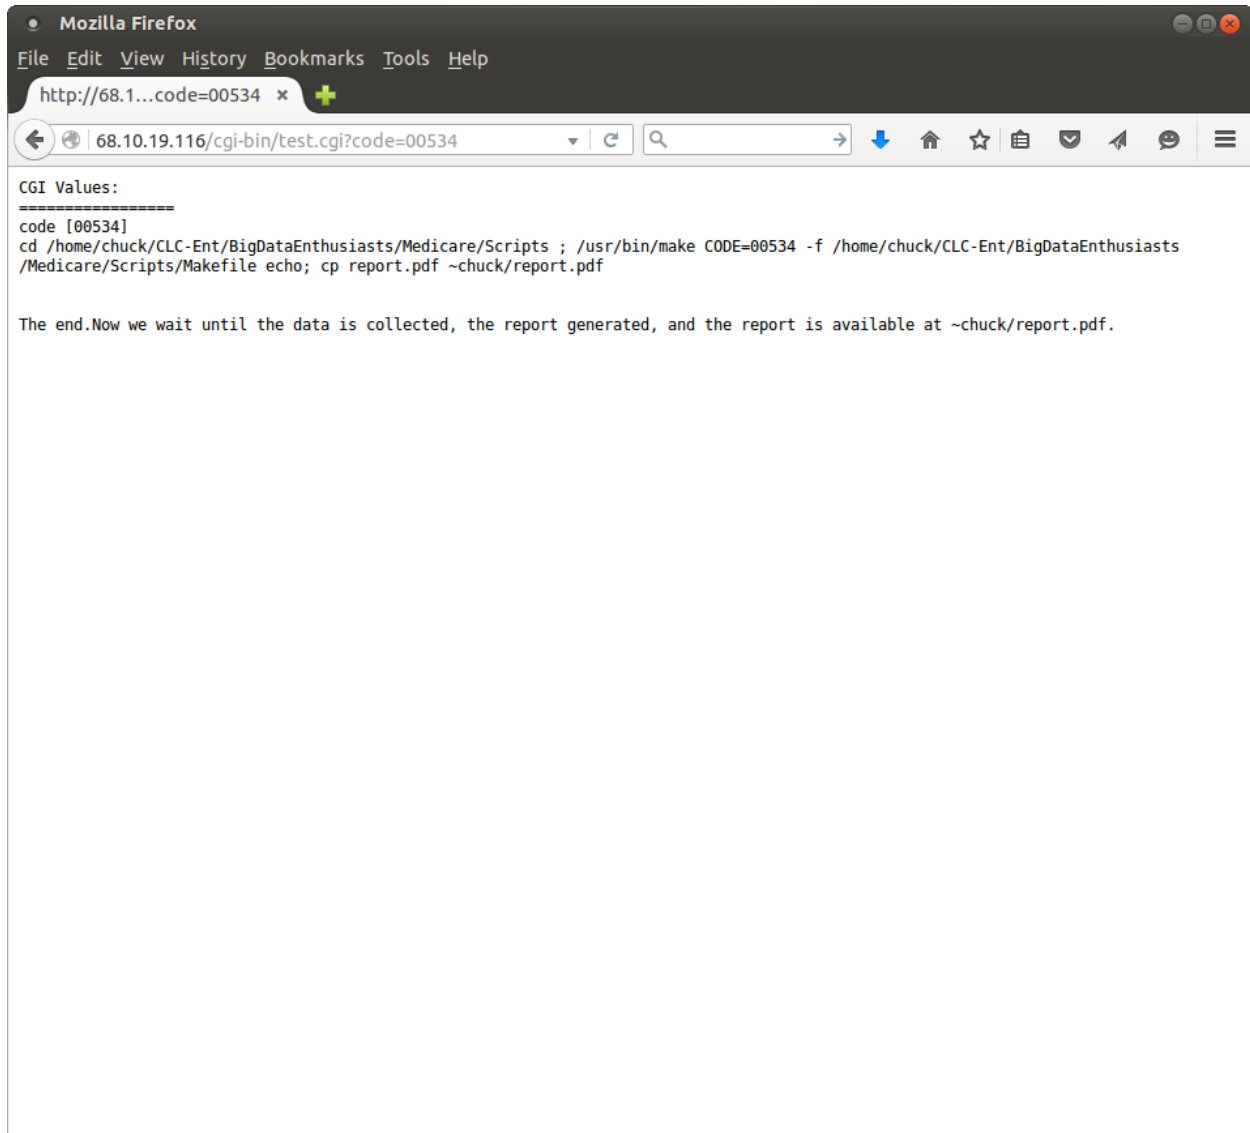 Mozilla Firefox
File Edit View History Bookmarks Tools Help
http://68.1...code=00534
68.10.19.116/cgi-bin/test.cgi?code=00534
CGI Values:
=================
code [00534]
cd /home/chuck/CLC-Ent/BigDataEnthusiasts/Medicare/Scripts ; /usr/bin/make CODE=00534 -f /home/chuck/CLC-Ent/BigDataEnthusiasts
/Medicare/Scripts/Makefile echo; cp report.pdf ~chuck/report.pdf
The end.Now we wait until the data is collected, the report generated, and the report is available at ~chuck/report.pdf.